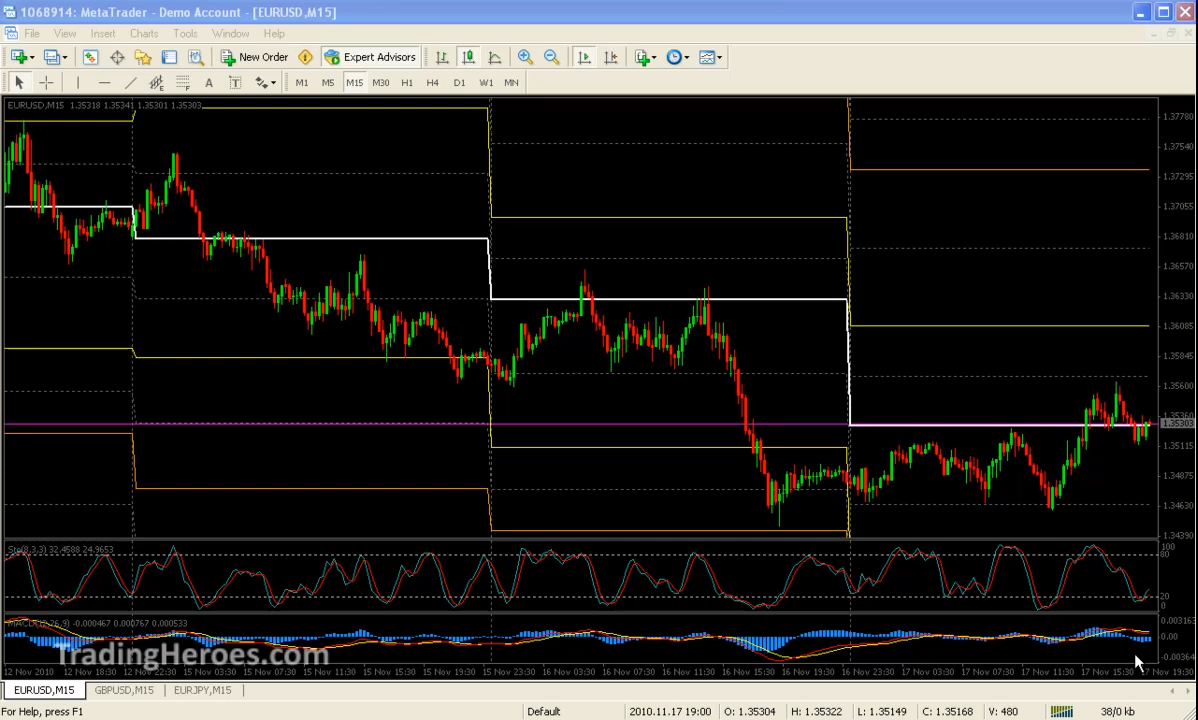 1068914: MetaTrader - Demo Account - [EURUSD,M15]
File View Insert Charts Tools Window Help
New Order Expert Advisors
A T M1 M5 M15 M30 H1 H4 D1 W1 MN
EURUSD,M15 1.35318 1.35341 1.35301 1.35303
1.37780
1.37540
1.37295
1.37055
1.36810
1.36570
1.36330
1.36085
1.35845
1.35600
1.35360
1.35303
1.35115
1.34875
1.34630
1.34390
Sto(8,3,3) 32.4588 24.9653
100
80
20
0
-0.000467 0.000767 0.000533
0.003163
0.00
-0.00364
TradingHeroes.com
12 Nov 2010 12 Nov 18:30 12 Nov 22:30 15 Nov 03:30 15 Nov 07:30 15 Nov 11:30 15 Nov 15:30 15 Nov 19:30 15 Nov 23:30 16 Nov 03:30 16 Nov 07:30 16 Nov 11:30 16 Nov 15:30 16 Nov 19:30 16 Nov 23:30 17 Nov 03:30 17 Nov 07:30 17 Nov 11:30 17 Nov 15:30 17 Nov 19:30
EURUSD,M15 GBPUSD,M15 EURJPY,M15
For Help, press F1 Default 2010.11.17 19:00 O: 1.35304 H: 1.35322 L: 1.35149 C: 1.35168 V: 480 38/0 kb